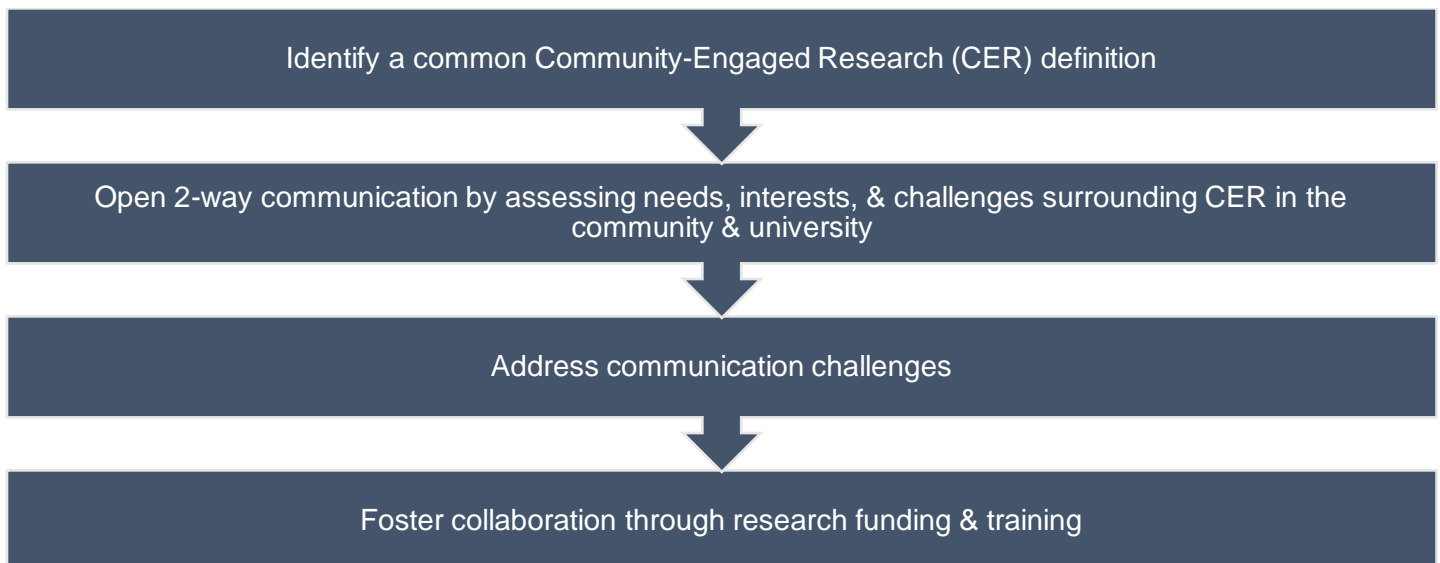 Identify a common Community-Engaged Research (CER) definition
Open 2-way communication by assessing needs, interests, & challenges surrounding CER in the
community & university
Address communication challenges
Foster collaboration through research funding & training